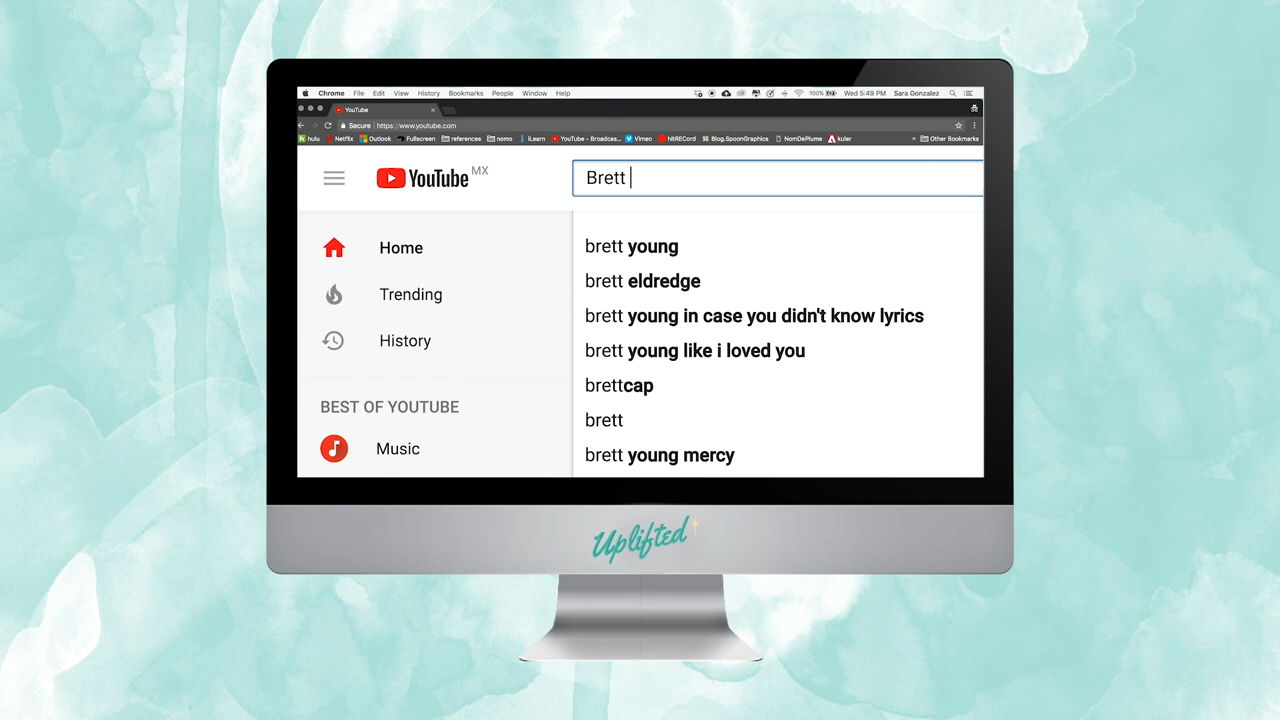 Chrome File Edit View History Bookmarks People Window Help 100% Wed 5:49 PM Sara Gonzalez
YouTube
Secure https://www.youtube.com
hulu Netflix Outlook Fullscreen references nomo iLearn YouTube - Broadcas... Vimeo hitRECord Blog.SpoonGraphics NomDePlume kuler » Other Bookmarks
YouTube MX
Brett
Home
Trending
History
BEST OF YOUTUBE
Music
brett young
brett eldredge
brett young in case you didn't know lyrics
brett young like i loved you
brettcap
brett
brett young mercy
Uplifted